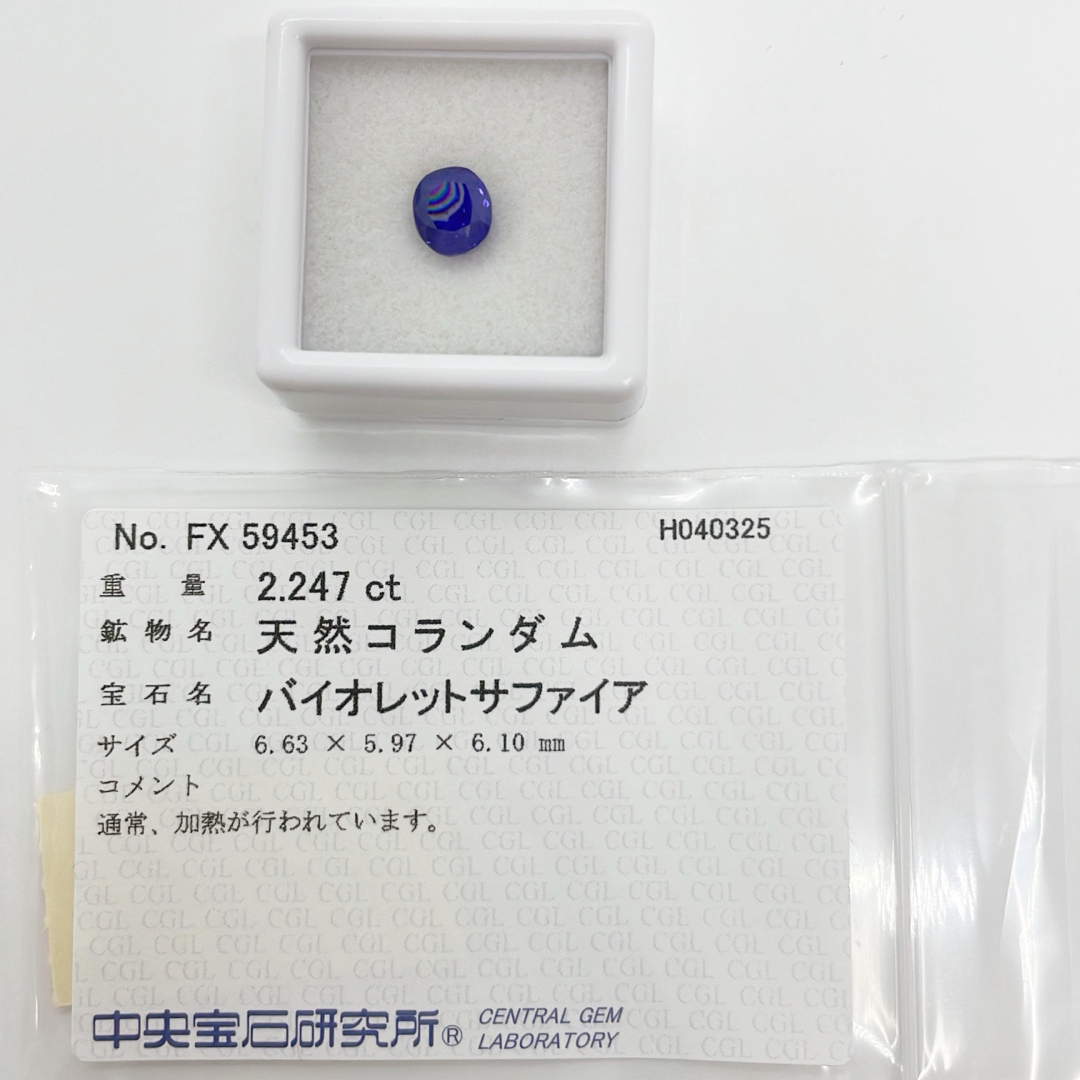 No. FX 59453 H040325
重 量 2.247 ct
鉱 物 名 天然コランダム
宝 石 名 バイオレットサファイア
サイズ 6.63 × 5.97 × 6.10 mm
コメント
通常、加熱が行われています。
中央宝石研究所® CENTRAL GEM
LABORATORY